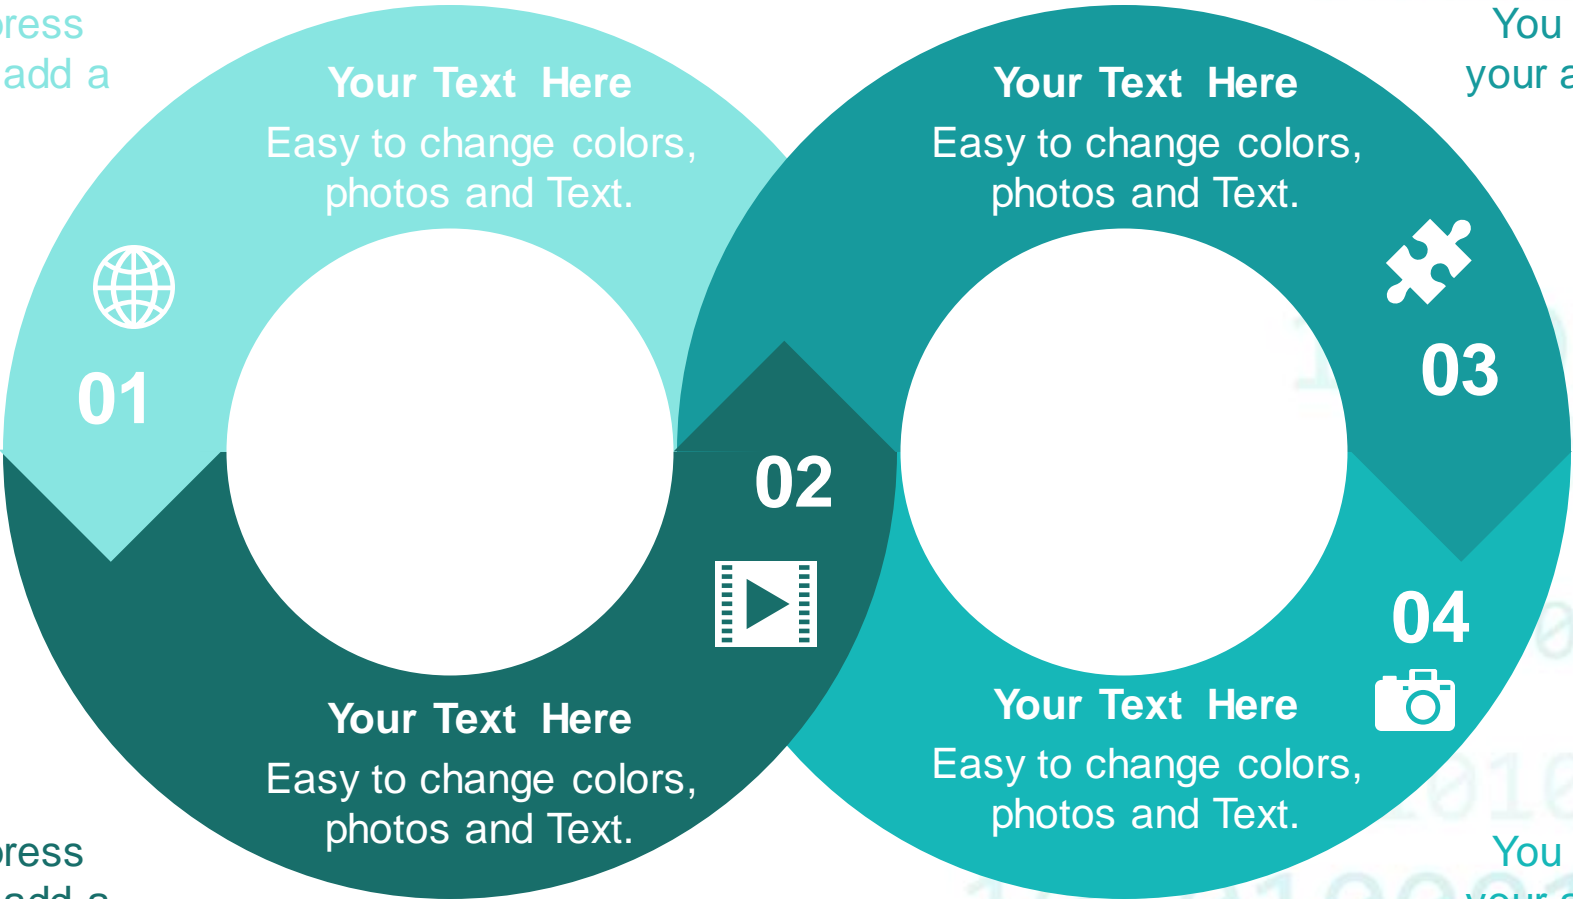 add a
Your Text Here
Easy to change colors,
photos and Text.
01
Your Text Here
Easy to change colors,
photos and Text.
03
You
your
02
Your Text Here
Easy to change colors,
photos and Text.
04
Your Text Here
Easy to change colors,
photos and Text.
You